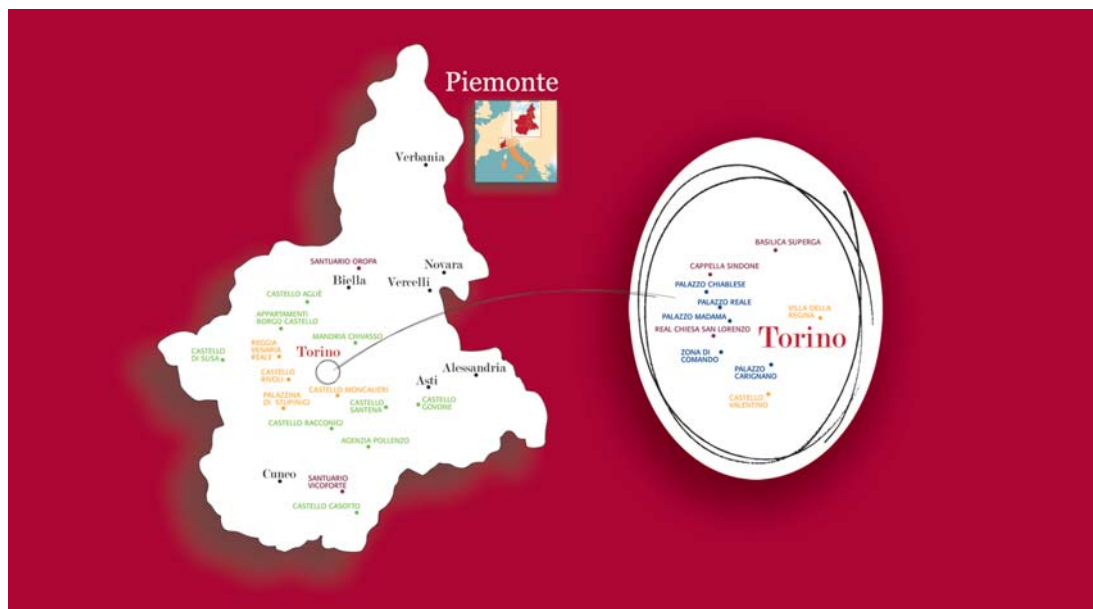 Piemonte
Verbania
SANTUARIO OROPA
Biella
Novara
Vercelli
CASTELLO AGLIÈ
APPARTAMENTI
BORGO CASTELLO
MANDRIA CHIVASSO
CASTELLO
DI SUSA
REGGIA
VENARIA
REALE
Torino
CASTELLO
RIVOLI
Alessandria
Asti
PALAZZINA
DI STUPINIGI
CASTELLO MONCALIERI
CASTELLO
SANTENA
CASTELLO
GOVONE
CASTELLO RACCONIGI
AGENZIA POLLENZO
Cuneo
SANTUARIO
VICOFORTE
CASTELLO CASOTTO
BASILICA SUPERGA
CAPPELLA SINDONE
PALAZZO CHIABLESE
PALAZZO REALE
VILLA DELLA
REGINA
PALAZZO MADAMA
REAL CHIESA SAN LORENZO
Torino
ZONA DI
COMANDO
PALAZZO
CARIGNANO
CASTELLO
VALENTINO